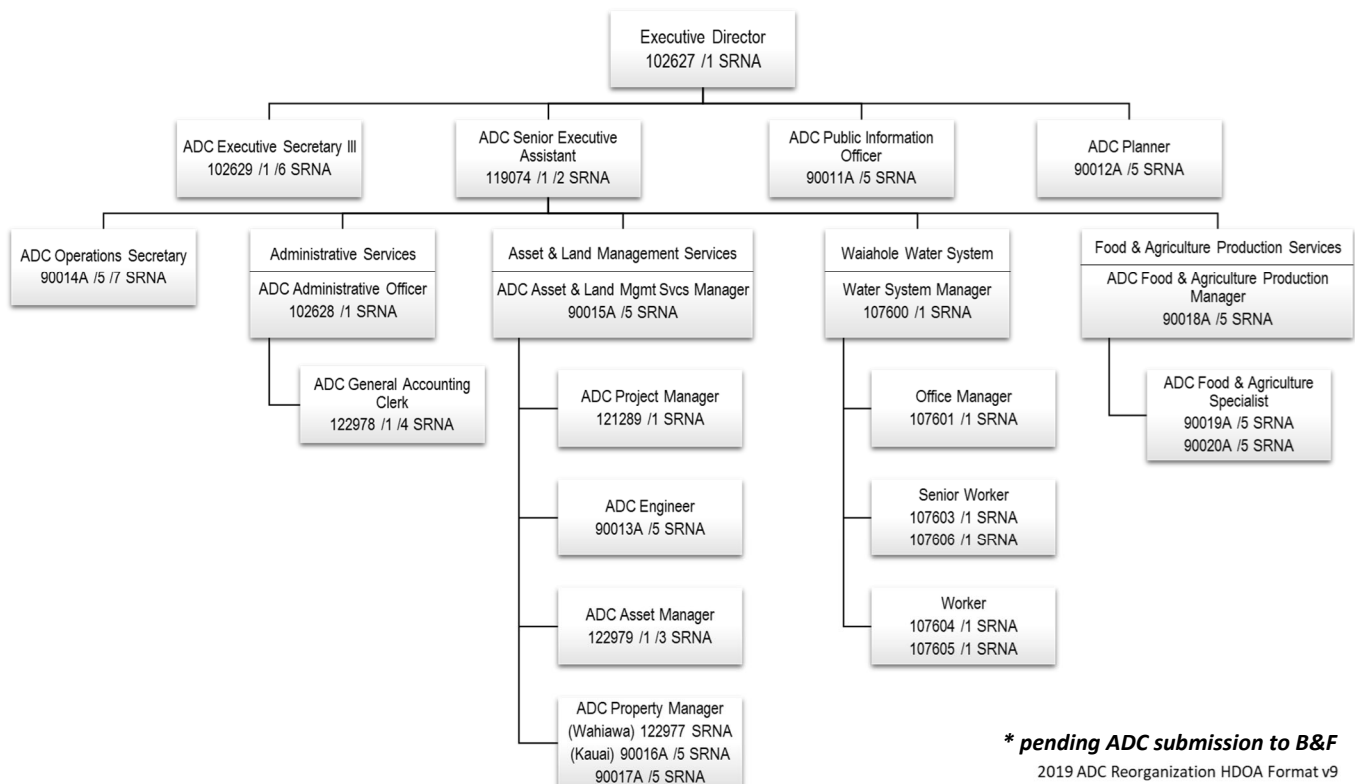 Executive Director
102627 /1 SRNA
ADC Executive Secretary III
102629 /1 /6 SRNA
ADC Senior Executive
Assistant
119074 /1 /2 SRNA
ADC Public Information
Officer
90011A /5 SRNA
ADC Planner
90012A /5 SRNA
ADC Operations Secretary
90014A /5 /7 SRNA
Administrative Services
ADC Administrative Officer
102628 /1 SRNA
ADC General Accounting
Clerk
122978 /1 /4 SRNA
Asset & Land Management Services
ADC Asset & Land Mgmt Svcs Manager
90015A /5 SRNA
ADC Project Manager
121289 /1 SRNA
ADC Engineer
90013A /5 SRNA
ADC Asset Manager
122979 /1 /3 SRNA
ADC Property Manager
(Wahiawa) 122977 SRNA
(Kauai) 90016A /5 SRNA
90017A /5 SRNA
Waiahole Water System
Water System Manager
107600 /1 SRNA
Office Manager
107601 /1 SRNA
Senior Worker
107603 /1 SRNA
107606 /1 SRNA
Worker
107604 /1 SRNA
107605 /1 SRNA
Food & Agriculture Production Services
ADC Food & Agriculture Production
Manager
90018A /5 SRNA
ADC Food & Agriculture
Specialist
90019A /5 SRNA
90020A /5 SRNA
* pending ADC submission to B&F
2019 ADC Reorganization HDOA Format v9